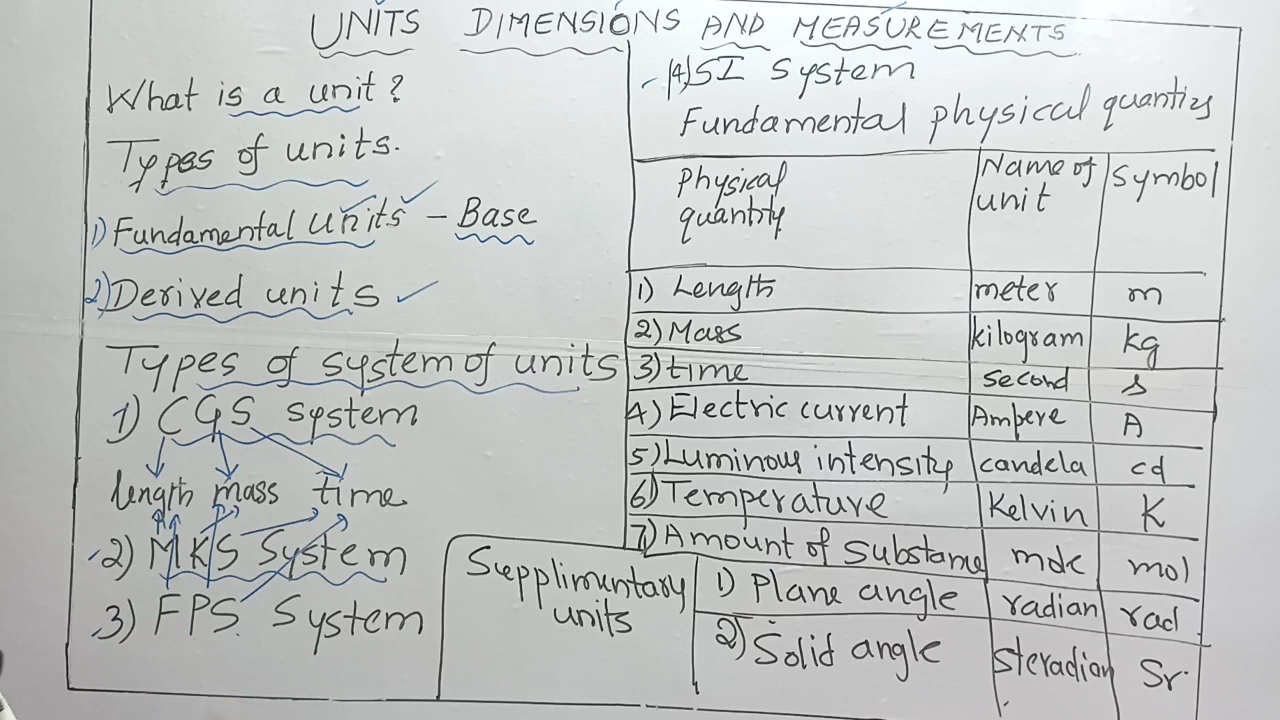 UNITS DIMENSIONS AND MEASUREMENTS
What is a unit?
Types of units.
1) Fundamental Units - Base
2) Derived units
Types of system of units
1) CGS system
length mass time
2) MKS System
3) FPS System
(4) SI System
Fundamental physical quantizs
Physical quantity Name of unit Symbol
1) Length meter m
2) Mass kilogram kg
3) time second s
4) Electric current Ampere A
5) Luminous intensity candela cd
6) Temperature Kelvin K
7) Amount of substame mole mol
Supplimentary units
1) Plane angle radian rad
2) Solid angle steradian Sr